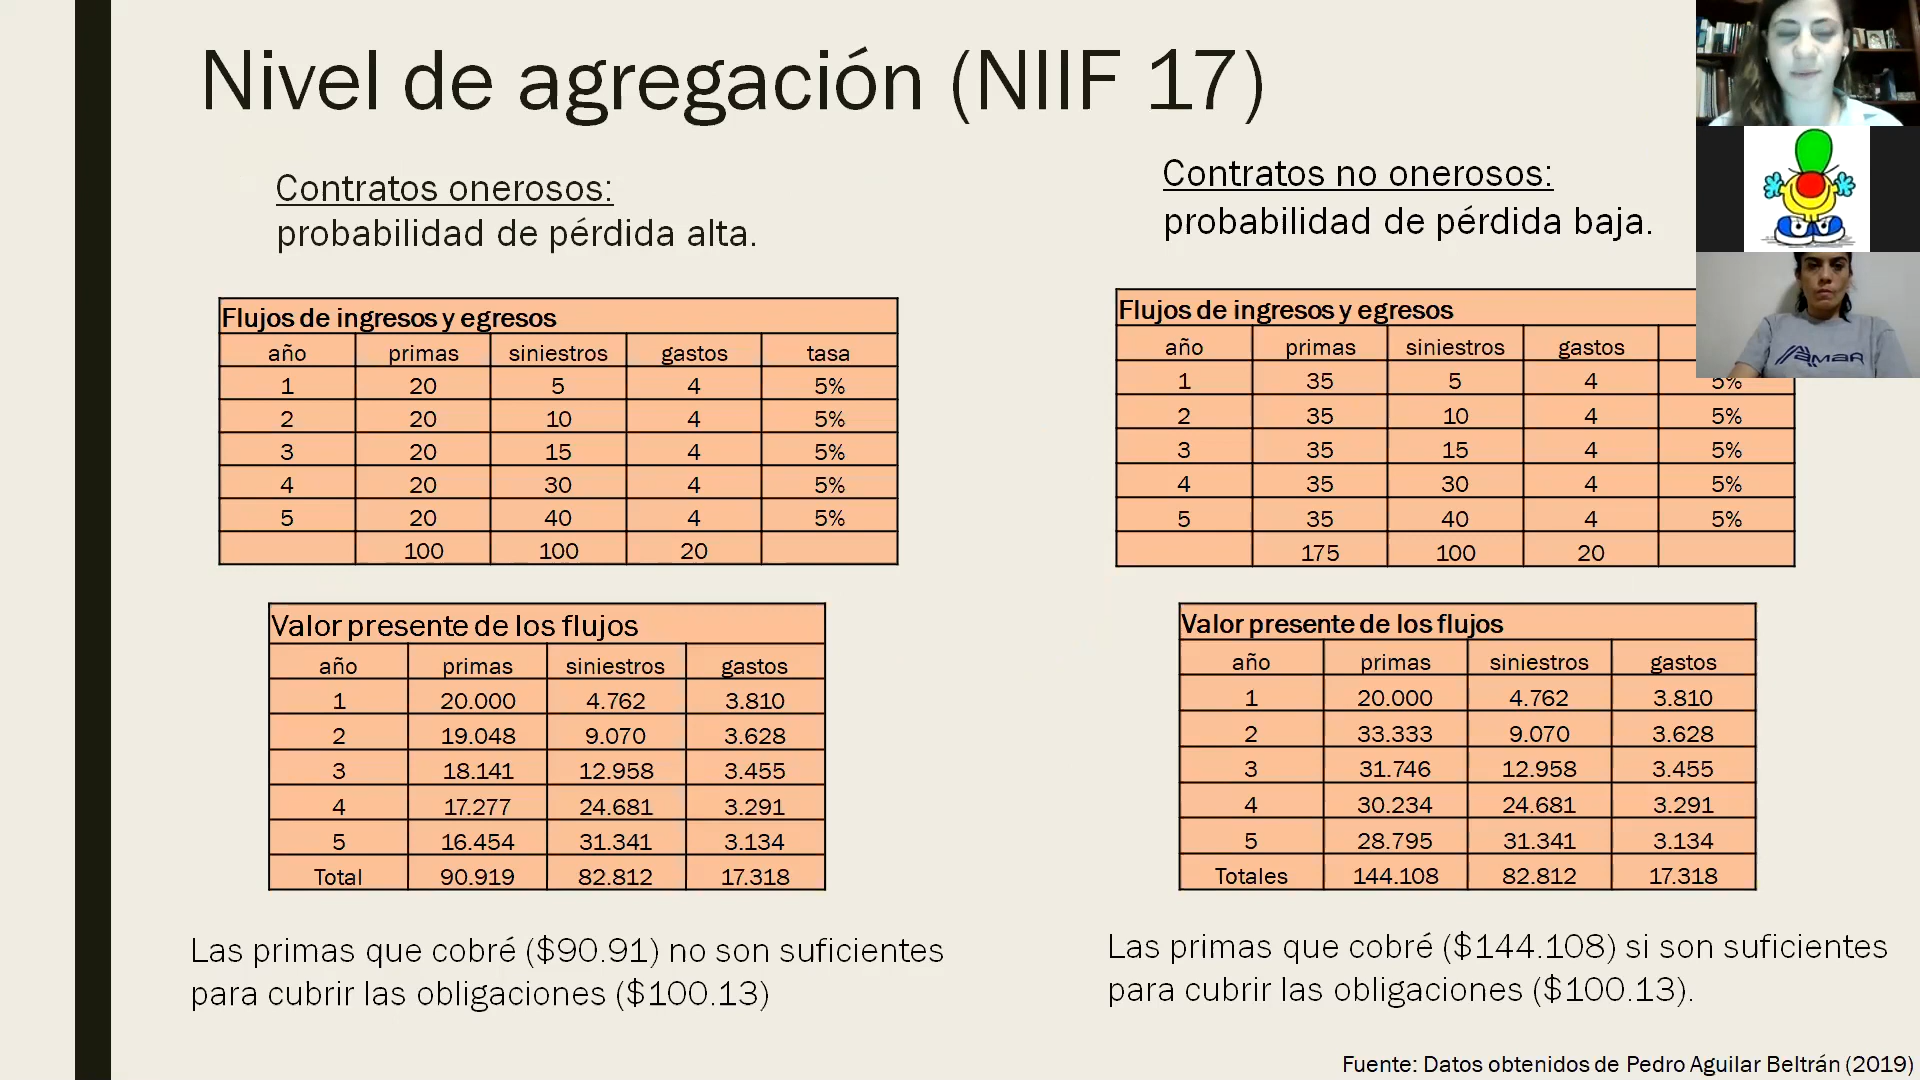 Nivel de agregación (NIIF 17)
Contratos onerosos:
probabilidad de pérdida alta.
Flujos de ingresos y egresos
año primas siniestros gastos tasa
1 20 5 4 5%
2 20 10 4 5%
3 20 15 4 5%
4 20 30 4 5%
5 20 40 4 5%
100 100 20
Valor presente de los flujos
año primas siniestros gastos
1 20.000 4.762 3.810
2 19.048 9.070 3.628
3 18.141 12.958 3.455
4 17.277 24.681 3.291
5 16.454 31.341 3.134
Total 90.919 82.812 17.318
Las primas que cobré ($90.91) no son suficientes
para cubrir las obligaciones ($100.13)
Contratos no onerosos:
probabilidad de pérdida baja.
Flujos de ingresos y egresos
año primas siniestros gastos
1 35 5 4 5%
2 35 10 4 5%
3 35 15 4 5%
4 35 30 4 5%
5 35 40 4 5%
175 100 20
Valor presente de los flujos
año primas siniestros gastos
1 20.000 4.762 3.810
2 33.333 9.070 3.628
3 31.746 12.958 3.455
4 30.234 24.681 3.291
5 28.795 31.341 3.134
Totales 144.108 82.812 17.318
Las primas que cobré ($144.108) si son suficientes
para cubrir las obligaciones ($100.13).
Fuente: Datos obtenidos de Pedro Aguilar Beltrán (2019)